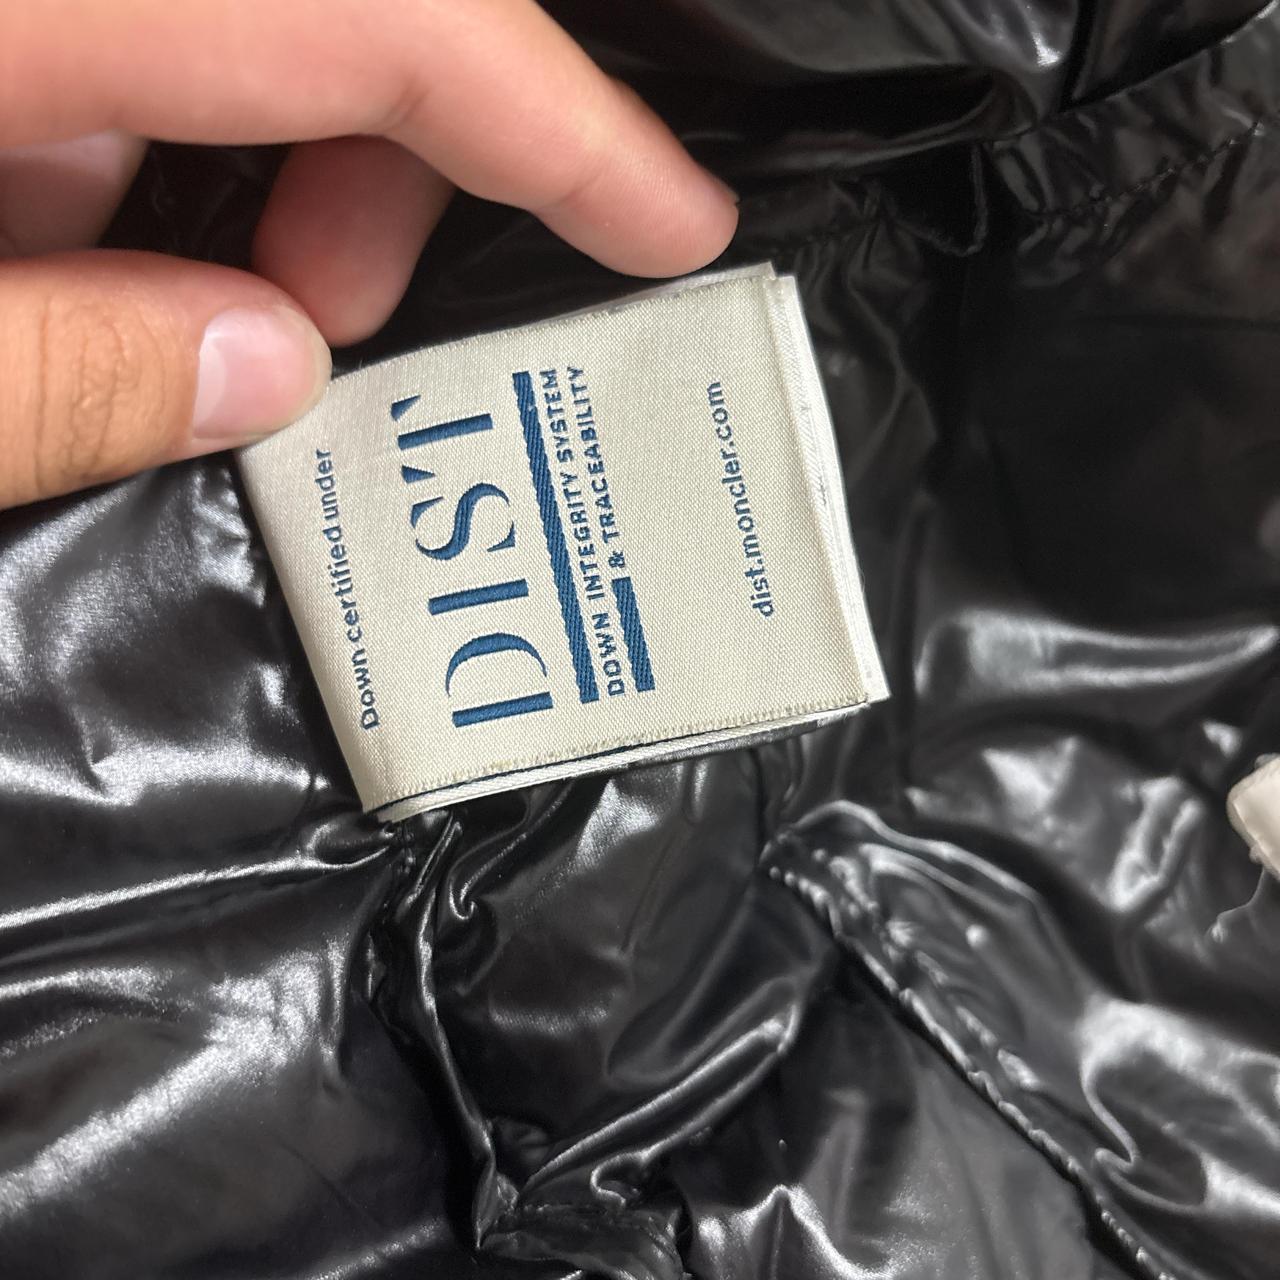 Down certified under
DIST
DOWN INTEGRITY SYSTEM
& TRACEABILITY
dist.moncler.com